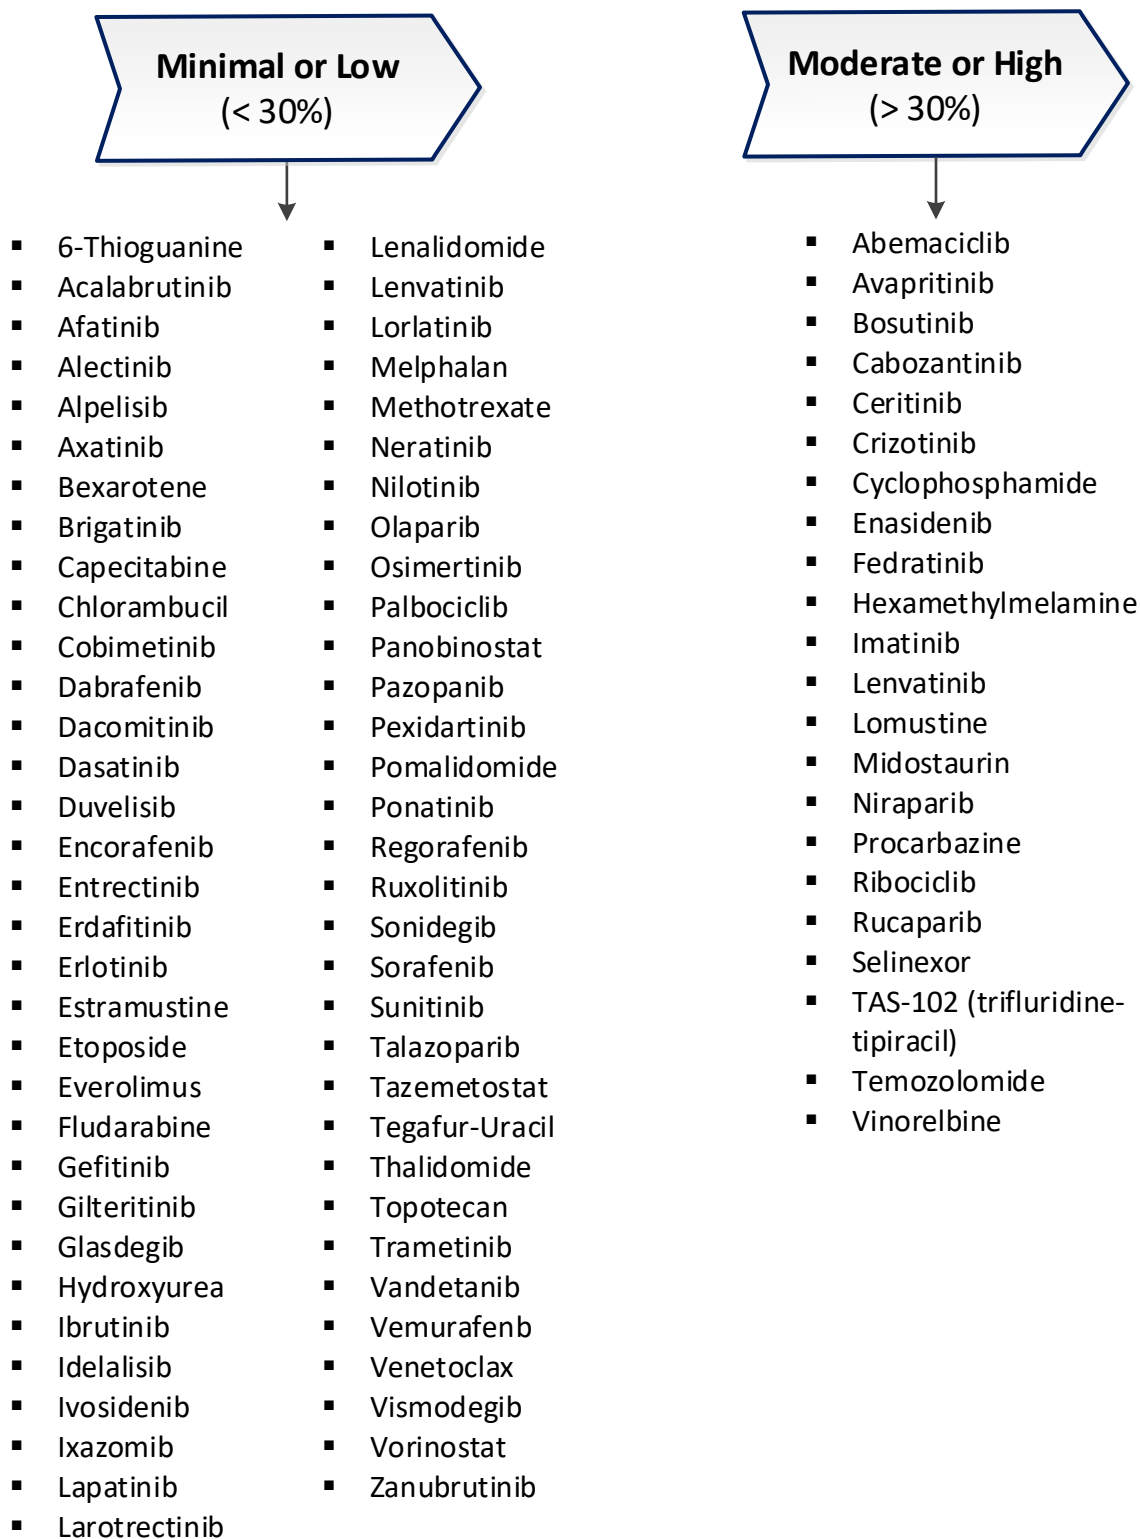 Minimal or Low
(< 30%)
▪ 6-Thioguanine
▪ Acalabrutinib
▪ Afatinib
▪ Alectinib
▪ Alpelisib
▪ Axatinib
▪ Bexarotene
▪ Brigatinib
▪ Capecitabine
▪ Chlorambucil
▪ Cobimetinib
▪ Dabrafenib
▪ Dacomitinib
▪ Dasatinib
▪ Duvelisib
▪ Encorafenib
▪ Entrectinib
▪ Erdafitinib
▪ Erlotinib
▪ Estramustine
▪ Etoposide
▪ Everolimus
▪ Fludarabine
▪ Gefitinib
▪ Gilteritinib
▪ Glasdegib
▪ Hydroxyurea
▪ Ibrutinib
▪ Idelalisib
▪ Ivosidenib
▪ Ixazomib
▪ Lapatinib
▪ Larotrectinib
▪ Lenalidomide
▪ Lenvatinib
▪ Lorlatinib
▪ Melphalan
▪ Methotrexate
▪ Neratinib
▪ Nilotinib
▪ Olaparib
▪ Osimertinib
▪ Palbociclib
▪ Panobinostat
▪ Pazopanib
▪ Pexidartinib
▪ Pomalidomide
▪ Ponatinib
▪ Regorafenib
▪ Ruxolitinib
▪ Sonidegib
▪ Sorafenib
▪ Sunitinib
▪ Talazoparib
▪ Tazemetostat
▪ Tegafur-Uracil
▪ Thalidomide
▪ Topotecan
▪ Trametinib
▪ Vandetanib
▪ Vemurafenb
▪ Venetoclax
▪ Vismodegib
▪ Vorinostat
▪ Zanubrutinib
Moderate or High
(> 30%)
▪ Abemaciclib
▪ Avapritinib
▪ Bosutinib
▪ Cabozantinib
▪ Ceritinib
▪ Crizotinib
▪ Cyclophosphamide
▪ Enasidenib
▪ Fedratinib
▪ Hexamethylmelamine
▪ Imatinib
▪ Lenvatinib
▪ Lomustine
▪ Midostaurin
▪ Niraparib
▪ Procarbazine
▪ Ribociclib
▪ Rucaparib
▪ Selinexor
▪ TAS-102 (trifluridine-
tipiracil)
▪ Temozolomide
▪ Vinorelbine